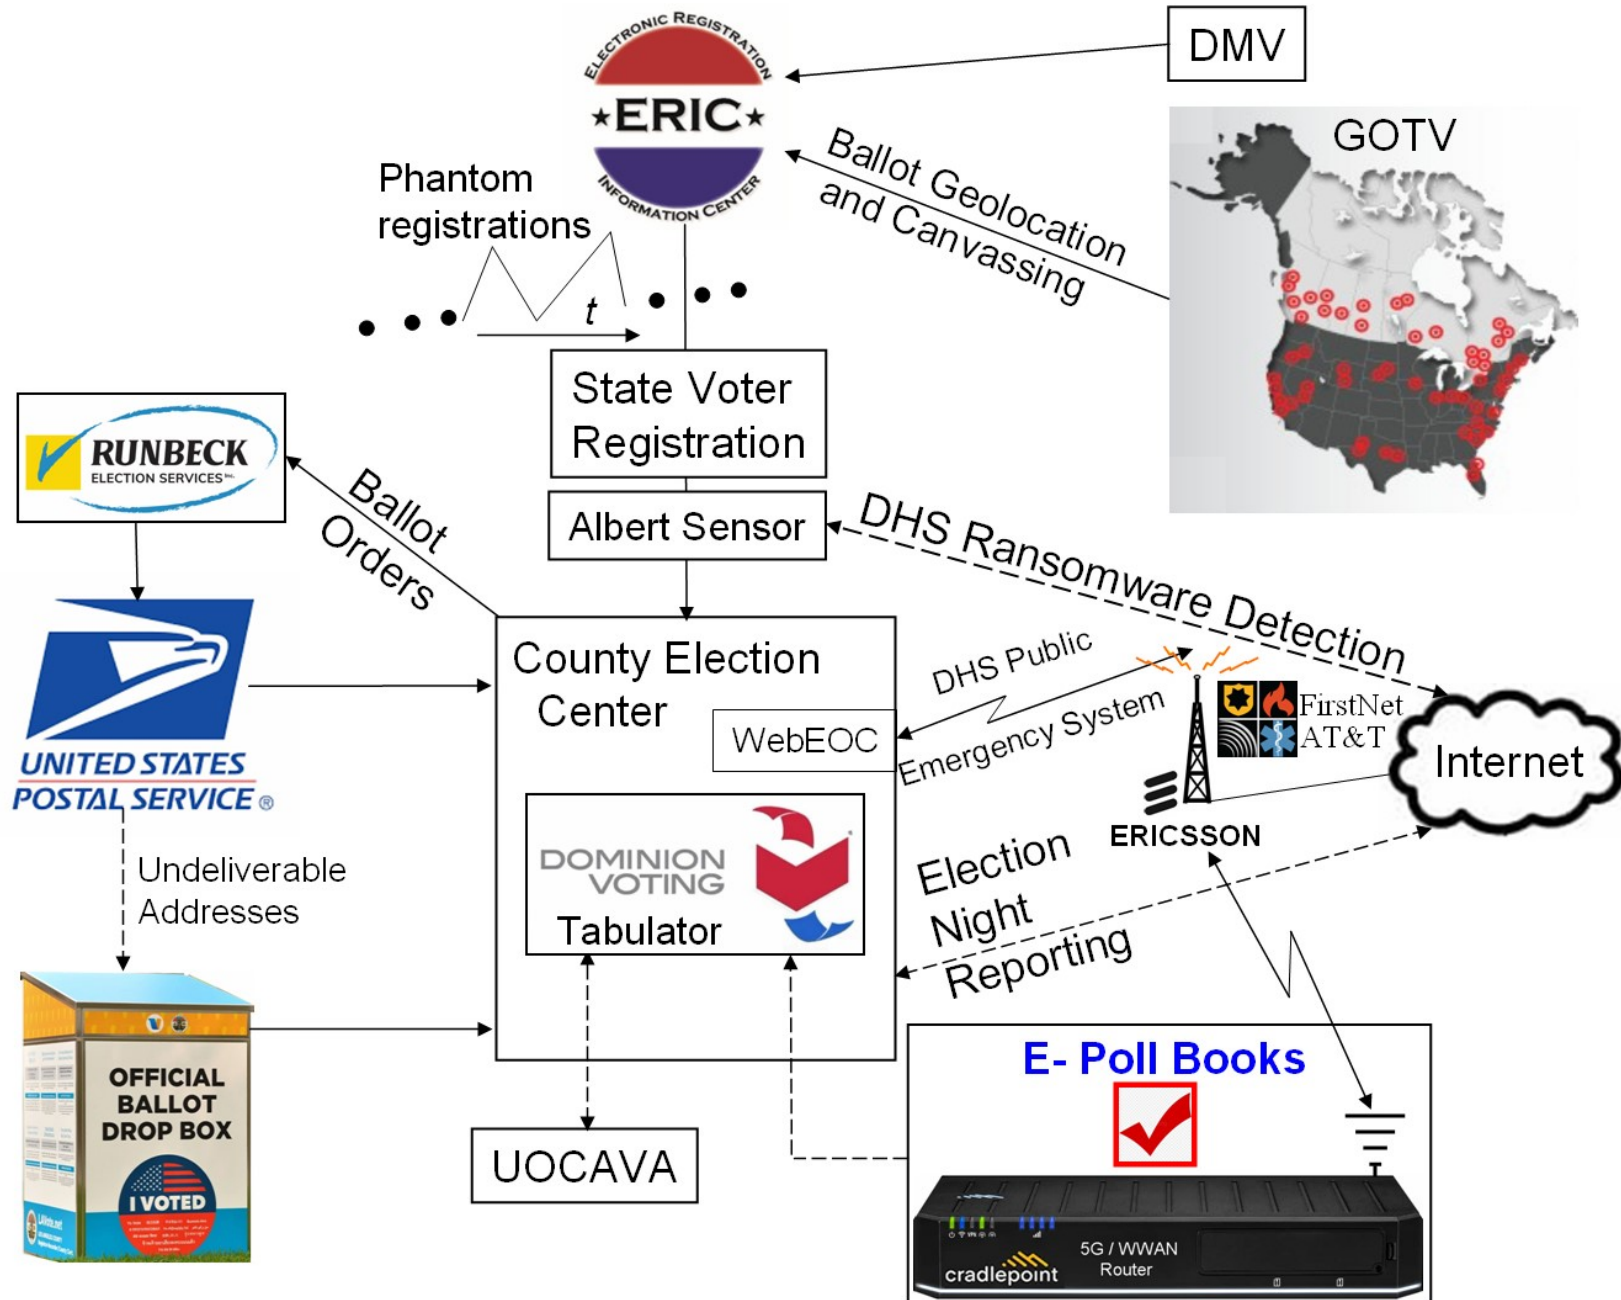 ELECTRONIC REGISTRATION
★ERIC★
INFORMATION CENTER
DMV
GOTV
Ballot Geolocation
and Canvassing
Phantom
registrations
t
State Voter
Registration
RUNBECK
ELECTION SERVICES Inc.
Ballot
Orders
Albert Sensor
DHS Ransomware Detection
County Election
Center
WebEOC
DHS Public
Emergency System
FirstNet
AT&T
Internet
ERICSSON
UNITED STATES
POSTAL SERVICE ®
Undeliverable
Addresses
DOMINION
VOTING
Tabulator
Election
Night
Reporting
OFFICIAL
BALLOT
DROP BOX
I VOTED
LAVote.net
UOCAVA
E- Poll Books
5G / WWAN
Router
cradlepoint